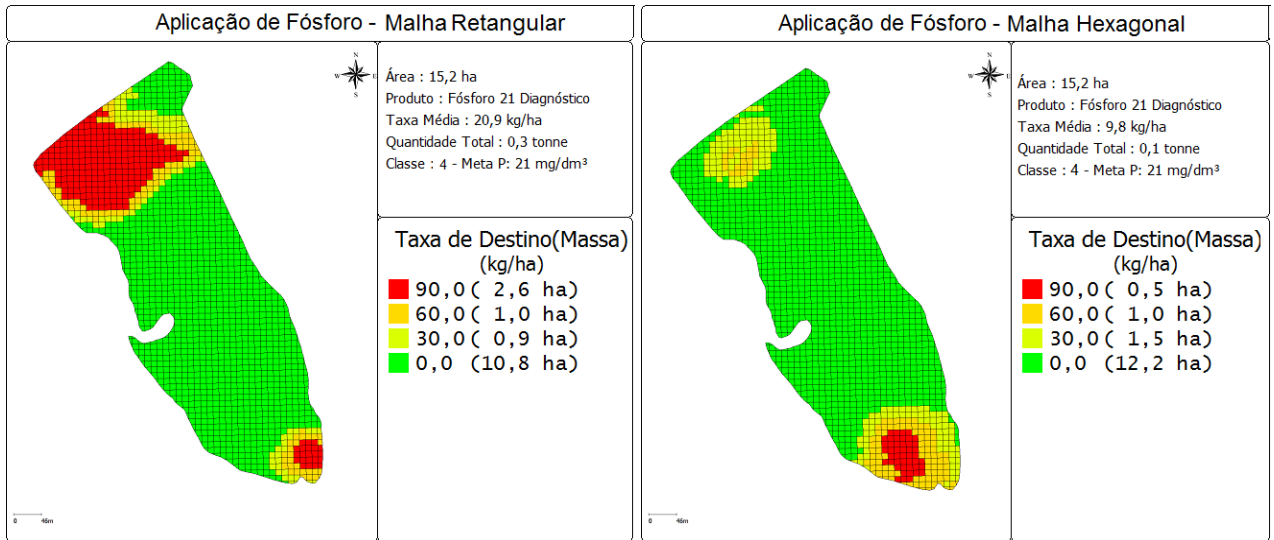 Aplicação de Fósforo - Malha Retangular
N
W E
S
Área : 15,2 ha
Produto : Fósforo 21 Diagnóstico
Taxa Média : 20,9 kg/ha
Quantidade Total : 0,3 tonne
Classe : 4 - Meta P: 21 mg/dm³
Taxa de Destino(Massa)
(kg/ha)
90,0( 2,6 ha)
60,0( 1,0 ha)
30,0( 0,9 ha)
0,0 (10,8 ha)
0 46m
Aplicação de Fósforo - Malha Hexagonal
N
W E
S
Área : 15,2 ha
Produto : Fósforo 21 Diagnóstico
Taxa Média : 9,8 kg/ha
Quantidade Total : 0,1 tonne
Classe : 4 - Meta P: 21 mg/dm³
Taxa de Destino(Massa)
(kg/ha)
90,0( 0,5 ha)
60,0( 1,0 ha)
30,0( 1,5 ha)
0,0 (12,2 ha)
0 46m